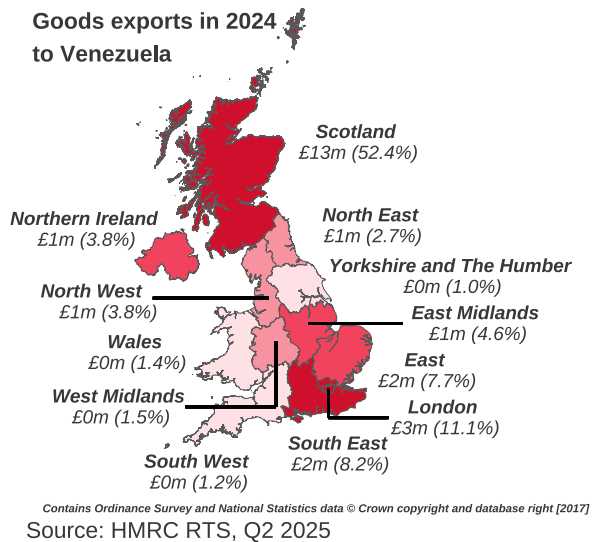 Goods exports in 2024
to Venezuela
Scotland
£13m (52.4%)
Northern Ireland
£1m (3.8%)
North East
£1m (2.7%)
Yorkshire and The Humber
£0m (1.0%)
North West
£1m (3.8%)
East Midlands
£1m (4.6%)
Wales
£0m (1.4%)
East
£2m (7.7%)
West Midlands
£0m (1.5%)
London
£3m (11.1%)
South East
£2m (8.2%)
South West
£0m (1.2%)
Contains Ordinance Survey and National Statistics data © Crown copyright and database right [2017]
Source: HMRC RTS, Q2 2025